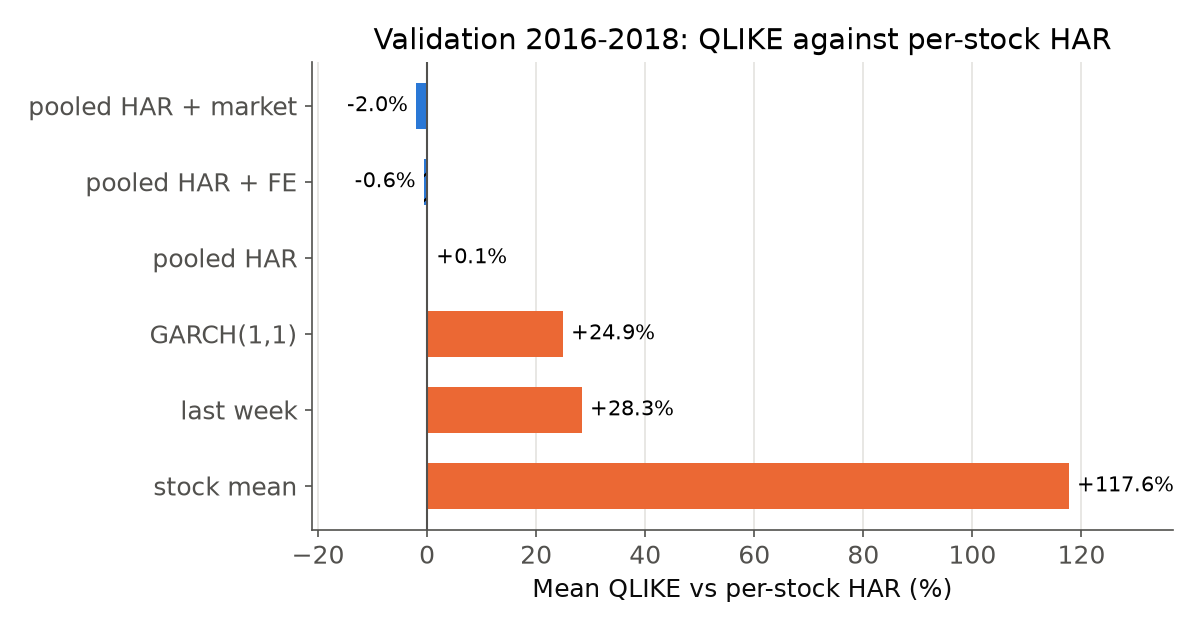 Validation 2016-2018: QLIKE against per-stock HAR
pooled HAR + market
-2.0%
pooled HAR + FE
-0.6%
pooled HAR
+0.1%
GARCH(1,1)
+24.9%
last week
+28.3%
stock mean
+117.6%
−20 0 20 40 60 80 100 120
Mean QLIKE vs per-stock HAR (%)